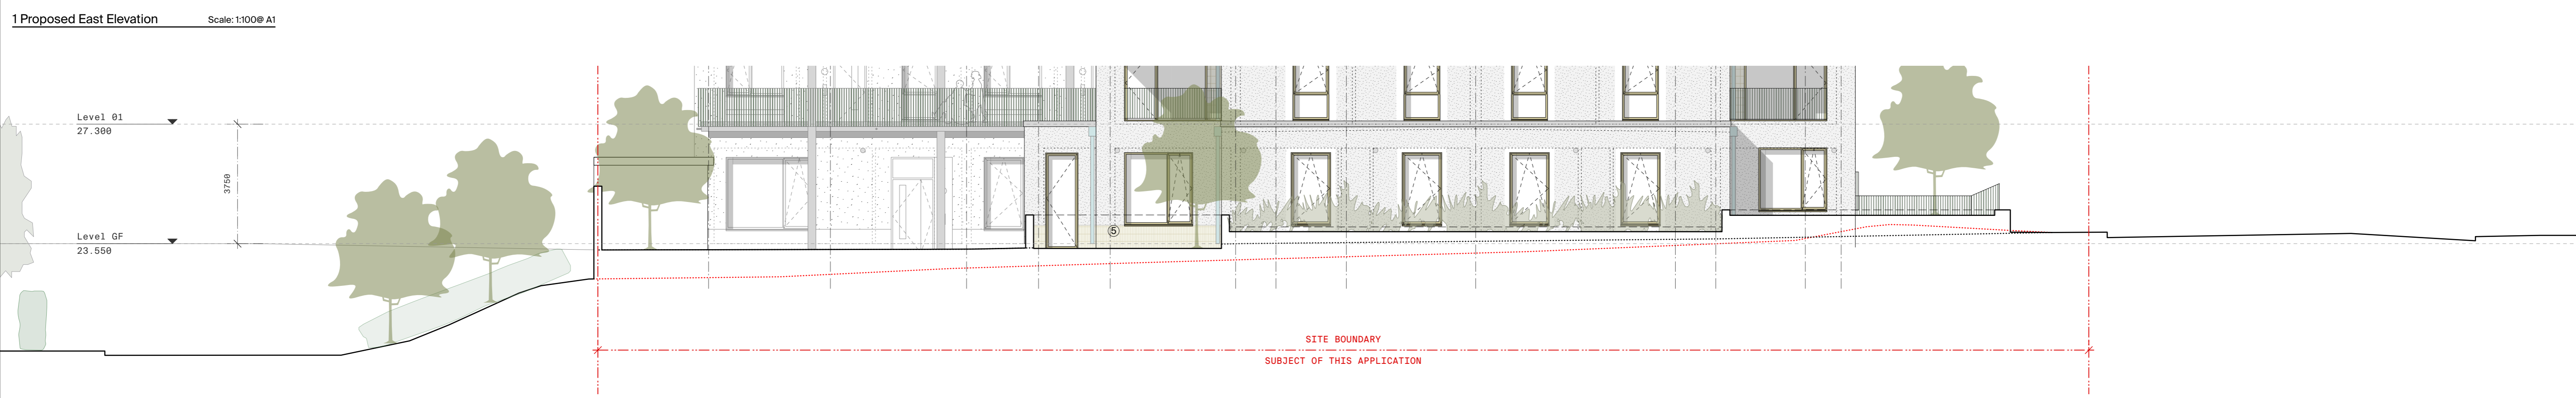 1 Proposed East Elevation
Scale: 1:100@ A1
Level 01
27.300
3750
Level GF
23.550
5
SITE BOUNDARY
SUBJECT OF THIS APPLICATION